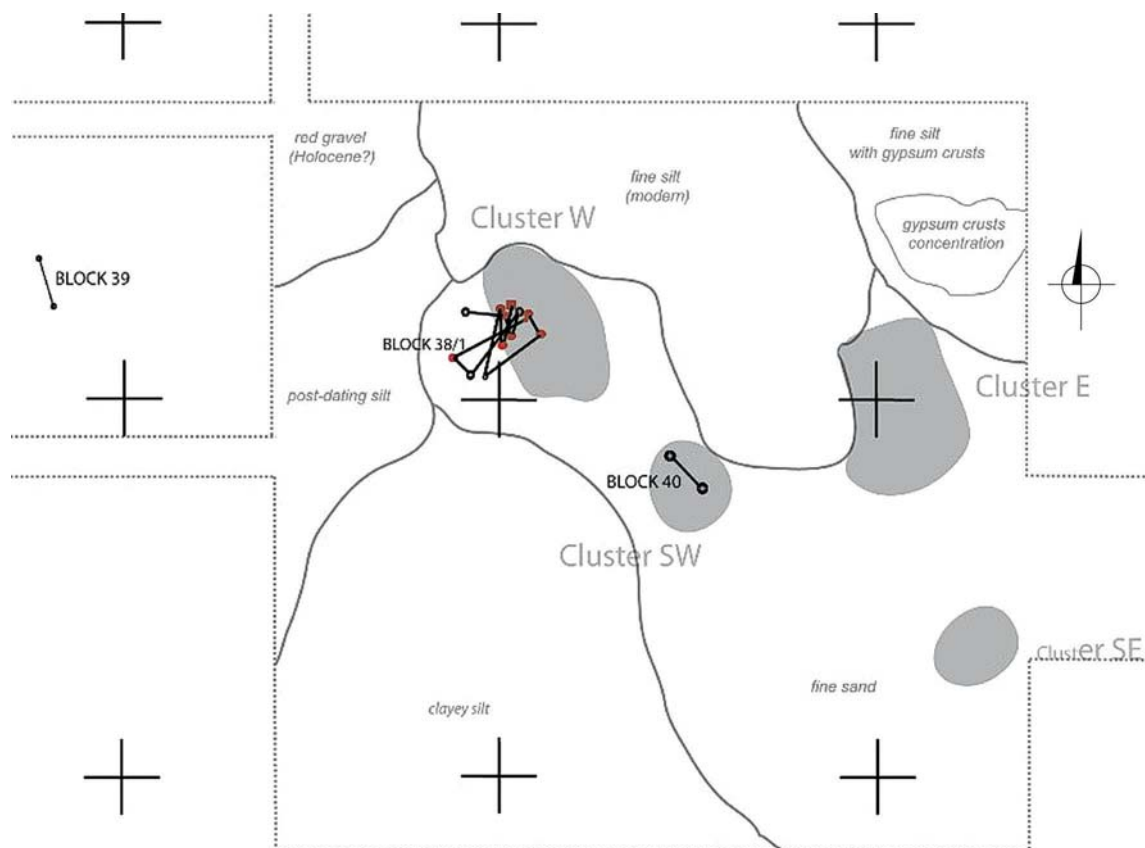 red gravel
(Holocene?)
fine silt
with gypsum crusts
fine silt
(modern)
Cluster W
gypsum crusts
concentration
BLOCK 39
BLOCK 38/1
post-dating silt
Cluster E
BLOCK 40
Cluster SW
Cluster SE
fine sand
clayey silt